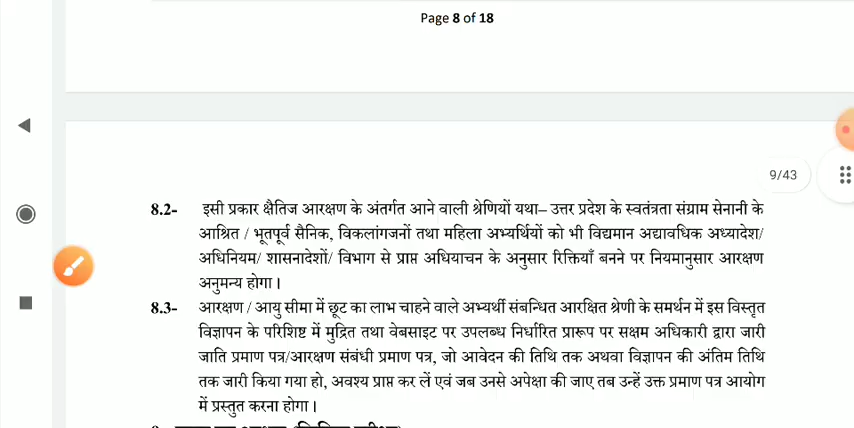 Page 8 of 18
9/43
8.2- इसी प्रकार क्षैतिज आरक्षण के अंतर्गत आने वाली श्रेणियों यथा– उत्तर प्रदेश के स्वतंत्रता संग्राम सेनानी के
आश्रित / भूतपूर्व सैनिक, विकलांगजनों तथा महिला अभ्यर्थियों को भी विद्यमान अद्यावधिक अध्यादेश/
अधिनियम/ शासनादेशों/ विभाग से प्राप्त अधियाचन के अनुसार रिक्तियाँ बनने पर नियमानुसार आरक्षण
अनुमन्य होगा।
8.3- आरक्षण / आयु सीमा में छूट का लाभ चाहने वाले अभ्यर्थी संबन्धित आरक्षित श्रेणी के समर्थन में इस विस्तृत
विज्ञापन के परिशिष्ट में मुद्रित तथा वेबसाइट पर उपलब्ध निर्धारित प्रारूप पर सक्षम अधिकारी द्वारा जारी
जाति प्रमाण पत्र/आरक्षण संबंधी प्रमाण पत्र, जो आवेदन की तिथि तक अथवा विज्ञापन की अंतिम तिथि
तक जारी किया गया हो, अवश्य प्राप्त कर लें एवं जब उनसे अपेक्षा की जाए तब उन्हें उक्त प्रमाण पत्र आयोग
में प्रस्तुत करना होगा।